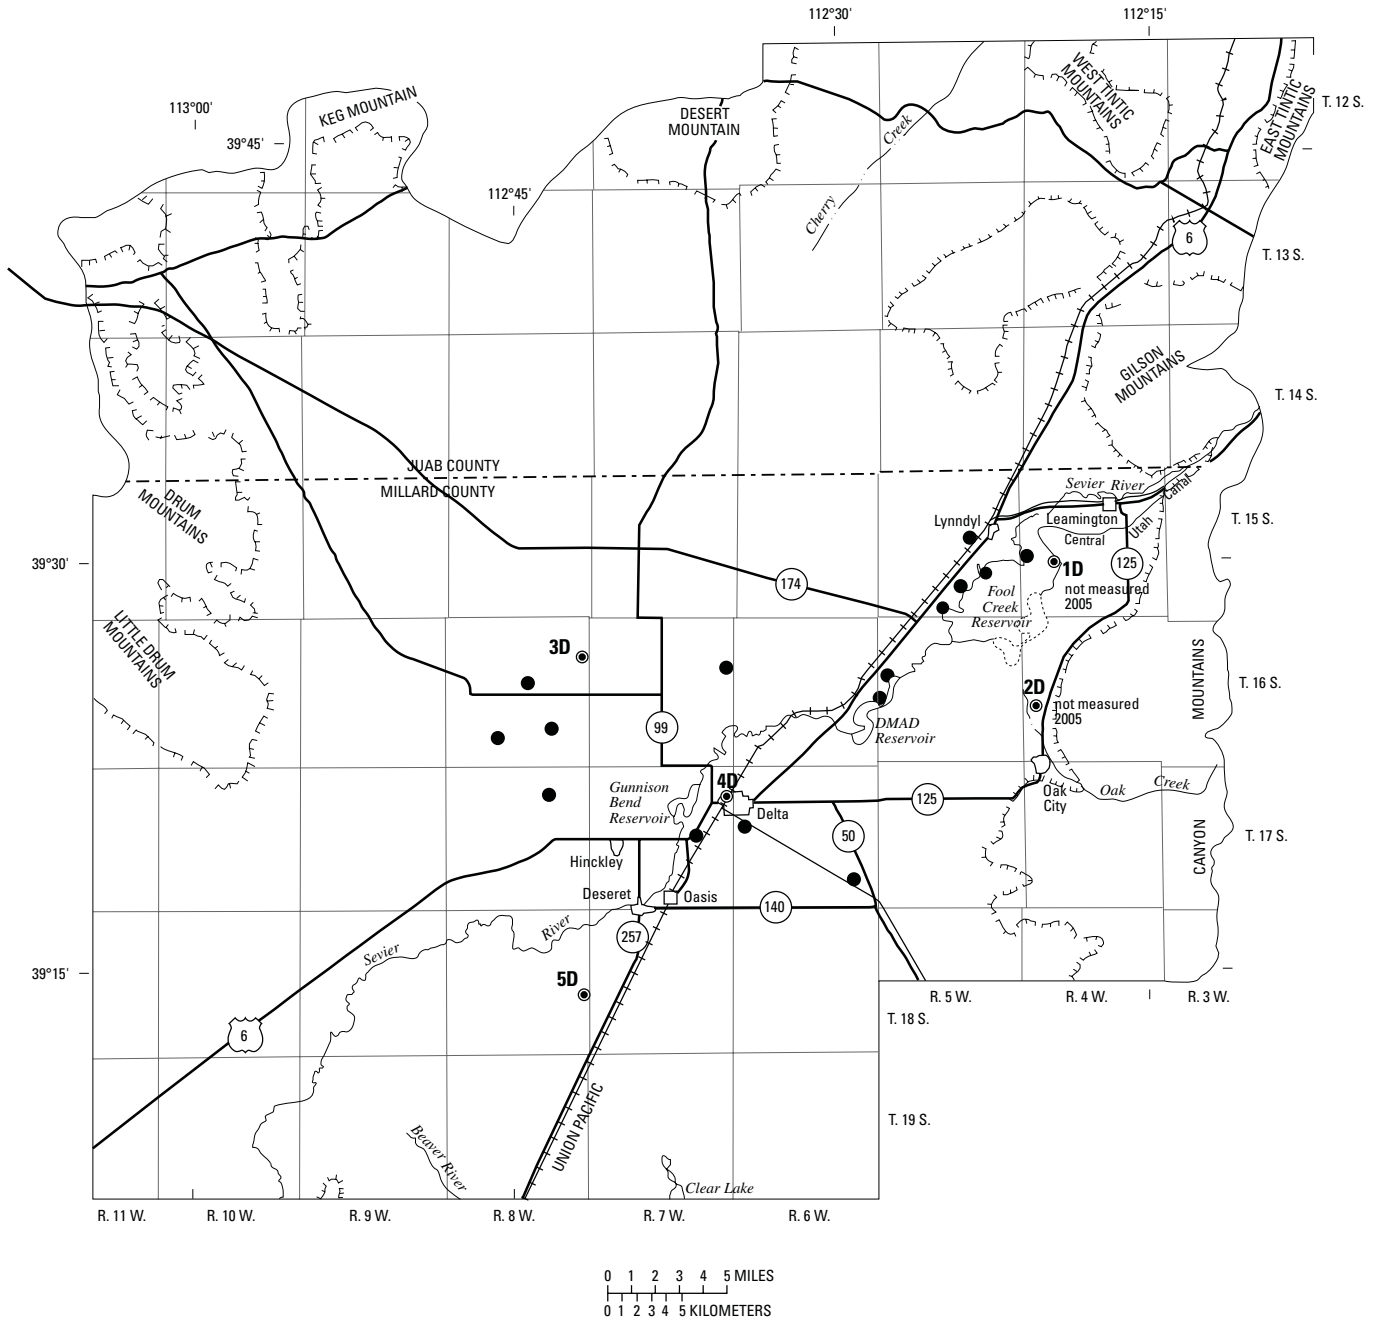 112°30'
112°15'
113°00'
KEG MOUNTAIN
39°45'
DESERT
MOUNTAIN
WEST TINTIC
MOUNTAINS
EAST TINTIC
MOUNTAINS
T. 12 S.
Cherry
Creek
112°45'
6
T. 13 S.
GILSON
MOUNTAINS
T. 14 S.
JUAB COUNTY
MILLARD COUNTY
DRUM
MOUNTAINS
Sevier River
Canal
Lynndyl
Leamington
Central
Utah
T. 15 S.
39°30'
174
1D
125
not measured
2005
Fool
Creek
Reservoir
LITTLE DRUM
MOUNTAINS
3D
2D
not measured
2005
MOUNTAINS
T. 16 S.
99
DMAD
Reservoir
4D
Gunnison
Bend
Reservoir
Delta
125
Oak
City
Oak
Creek
50
CANYON
T. 17 S.
Hinckley
Deseret
Oasis
140
River
Sevier
257
39°15'
5D
R. 5 W.
R. 4 W.
R. 3 W.
T. 18 S.
6
UNION PACIFIC
T. 19 S.
Beaver River
Clear Lake
R. 11 W.
R. 10 W.
R. 9 W.
R. 8 W.
R. 7 W.
R. 6 W.
0 1 2 3 4 5 MILES
0 1 2 3 4 5 KILOMETERS